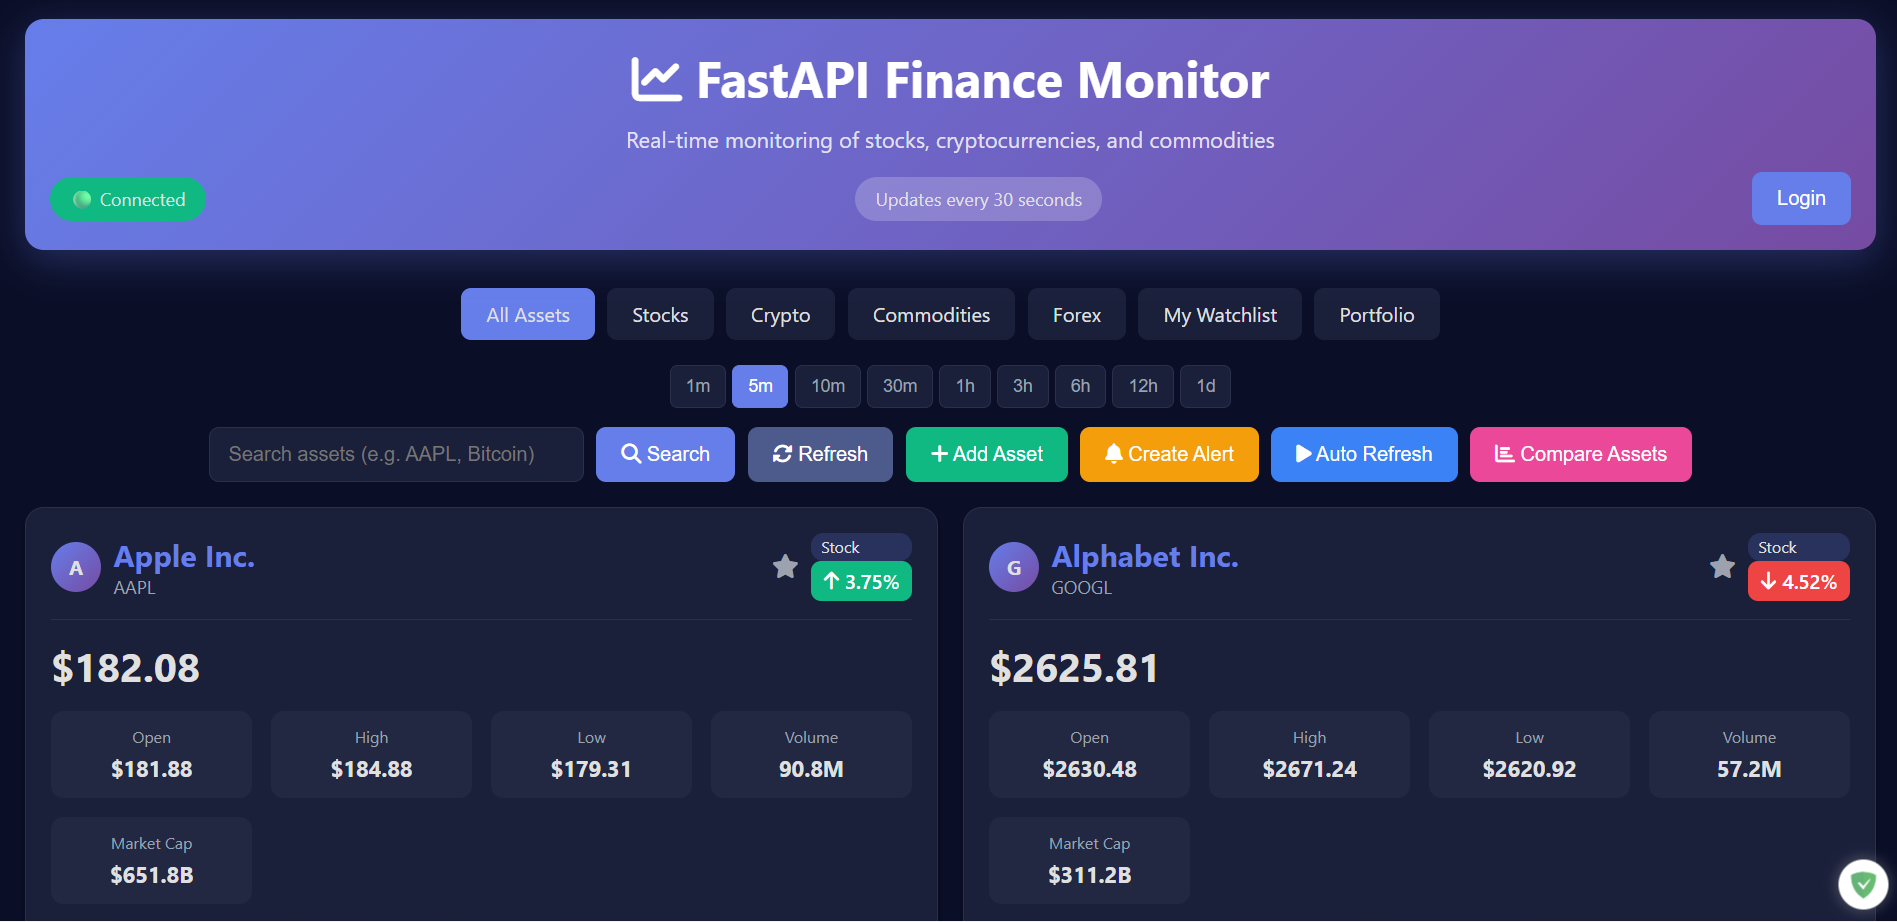 FastAPI Finance Monitor
Real-time monitoring of stocks, cryptocurrencies, and commodities
Connected
Updates every 30 seconds
Login
All Assets
Stocks
Crypto
Commodities
Forex
My Watchlist
Portfolio
1m
5m
10m
30m
1h
3h
6h
12h
1d
Search assets (e.g. AAPL, Bitcoin)
Search
Refresh
Add Asset
Create Alert
Auto Refresh
Compare Assets
A
Apple Inc.
AAPL
Stock
3.75%
$182.08
Open
$181.88
High
$184.88
Low
$179.31
Volume
90.8M
Market Cap
$651.8B
G
Alphabet Inc.
GOOGL
Stock
4.52%
$2625.81
Open
$2630.48
High
$2671.24
Low
$2620.92
Volume
57.2M
Market Cap
$311.2B